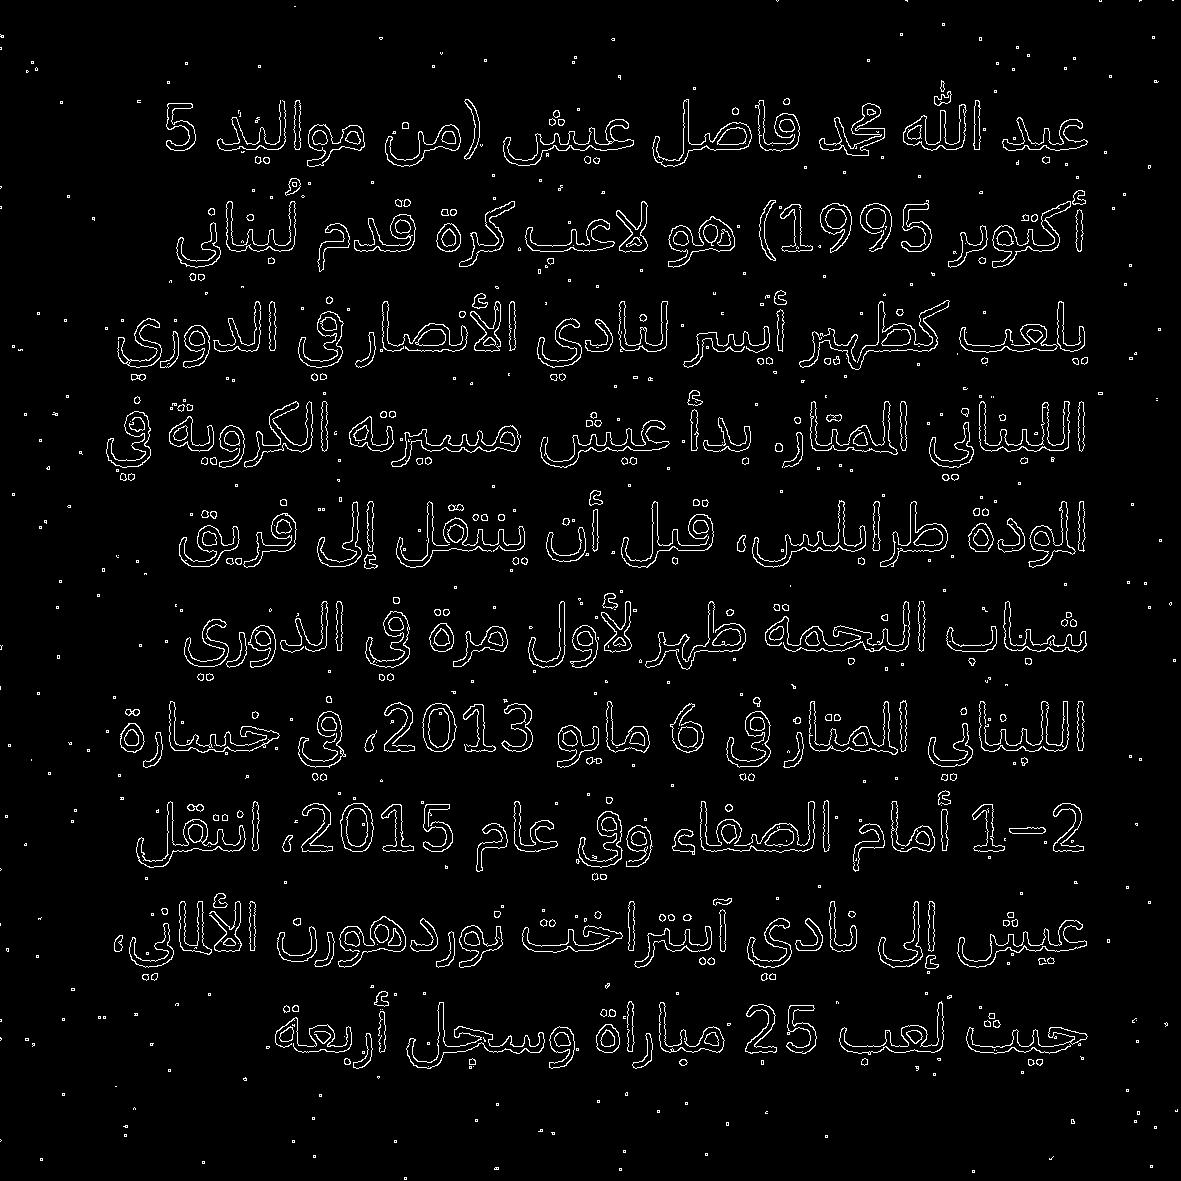 عبد الله محمد فاضل عيش (من مواليد 5
أكتوبر 1995) هو لاعب كرة قدم لُبناني
يلعب كظهير أيسر لنادي الأنصار في الدوري
اللبناني الممتاز. بدأ عيش مسيرته الكروية في
المودة طرابلس، قبل أن ينتقل إلى فريق
شباب النجمة ظهر لأول مرة في الدوري
اللبناني الممتاز في 6 مايو 2013، في خسارة
1–2 أمام الصفاء وفي عام 2015، انتقل
عيش إلى نادي آينتراخت نوردهورن الألماني،
حيث لعب 25 مباراة وسجل أربعة